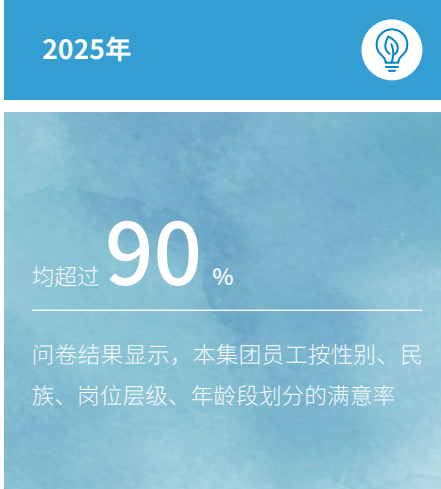 2025年
均超过 90 %
问卷结果显示，本集团员工按性别、民
族、岗位层级、年龄段划分的满意率